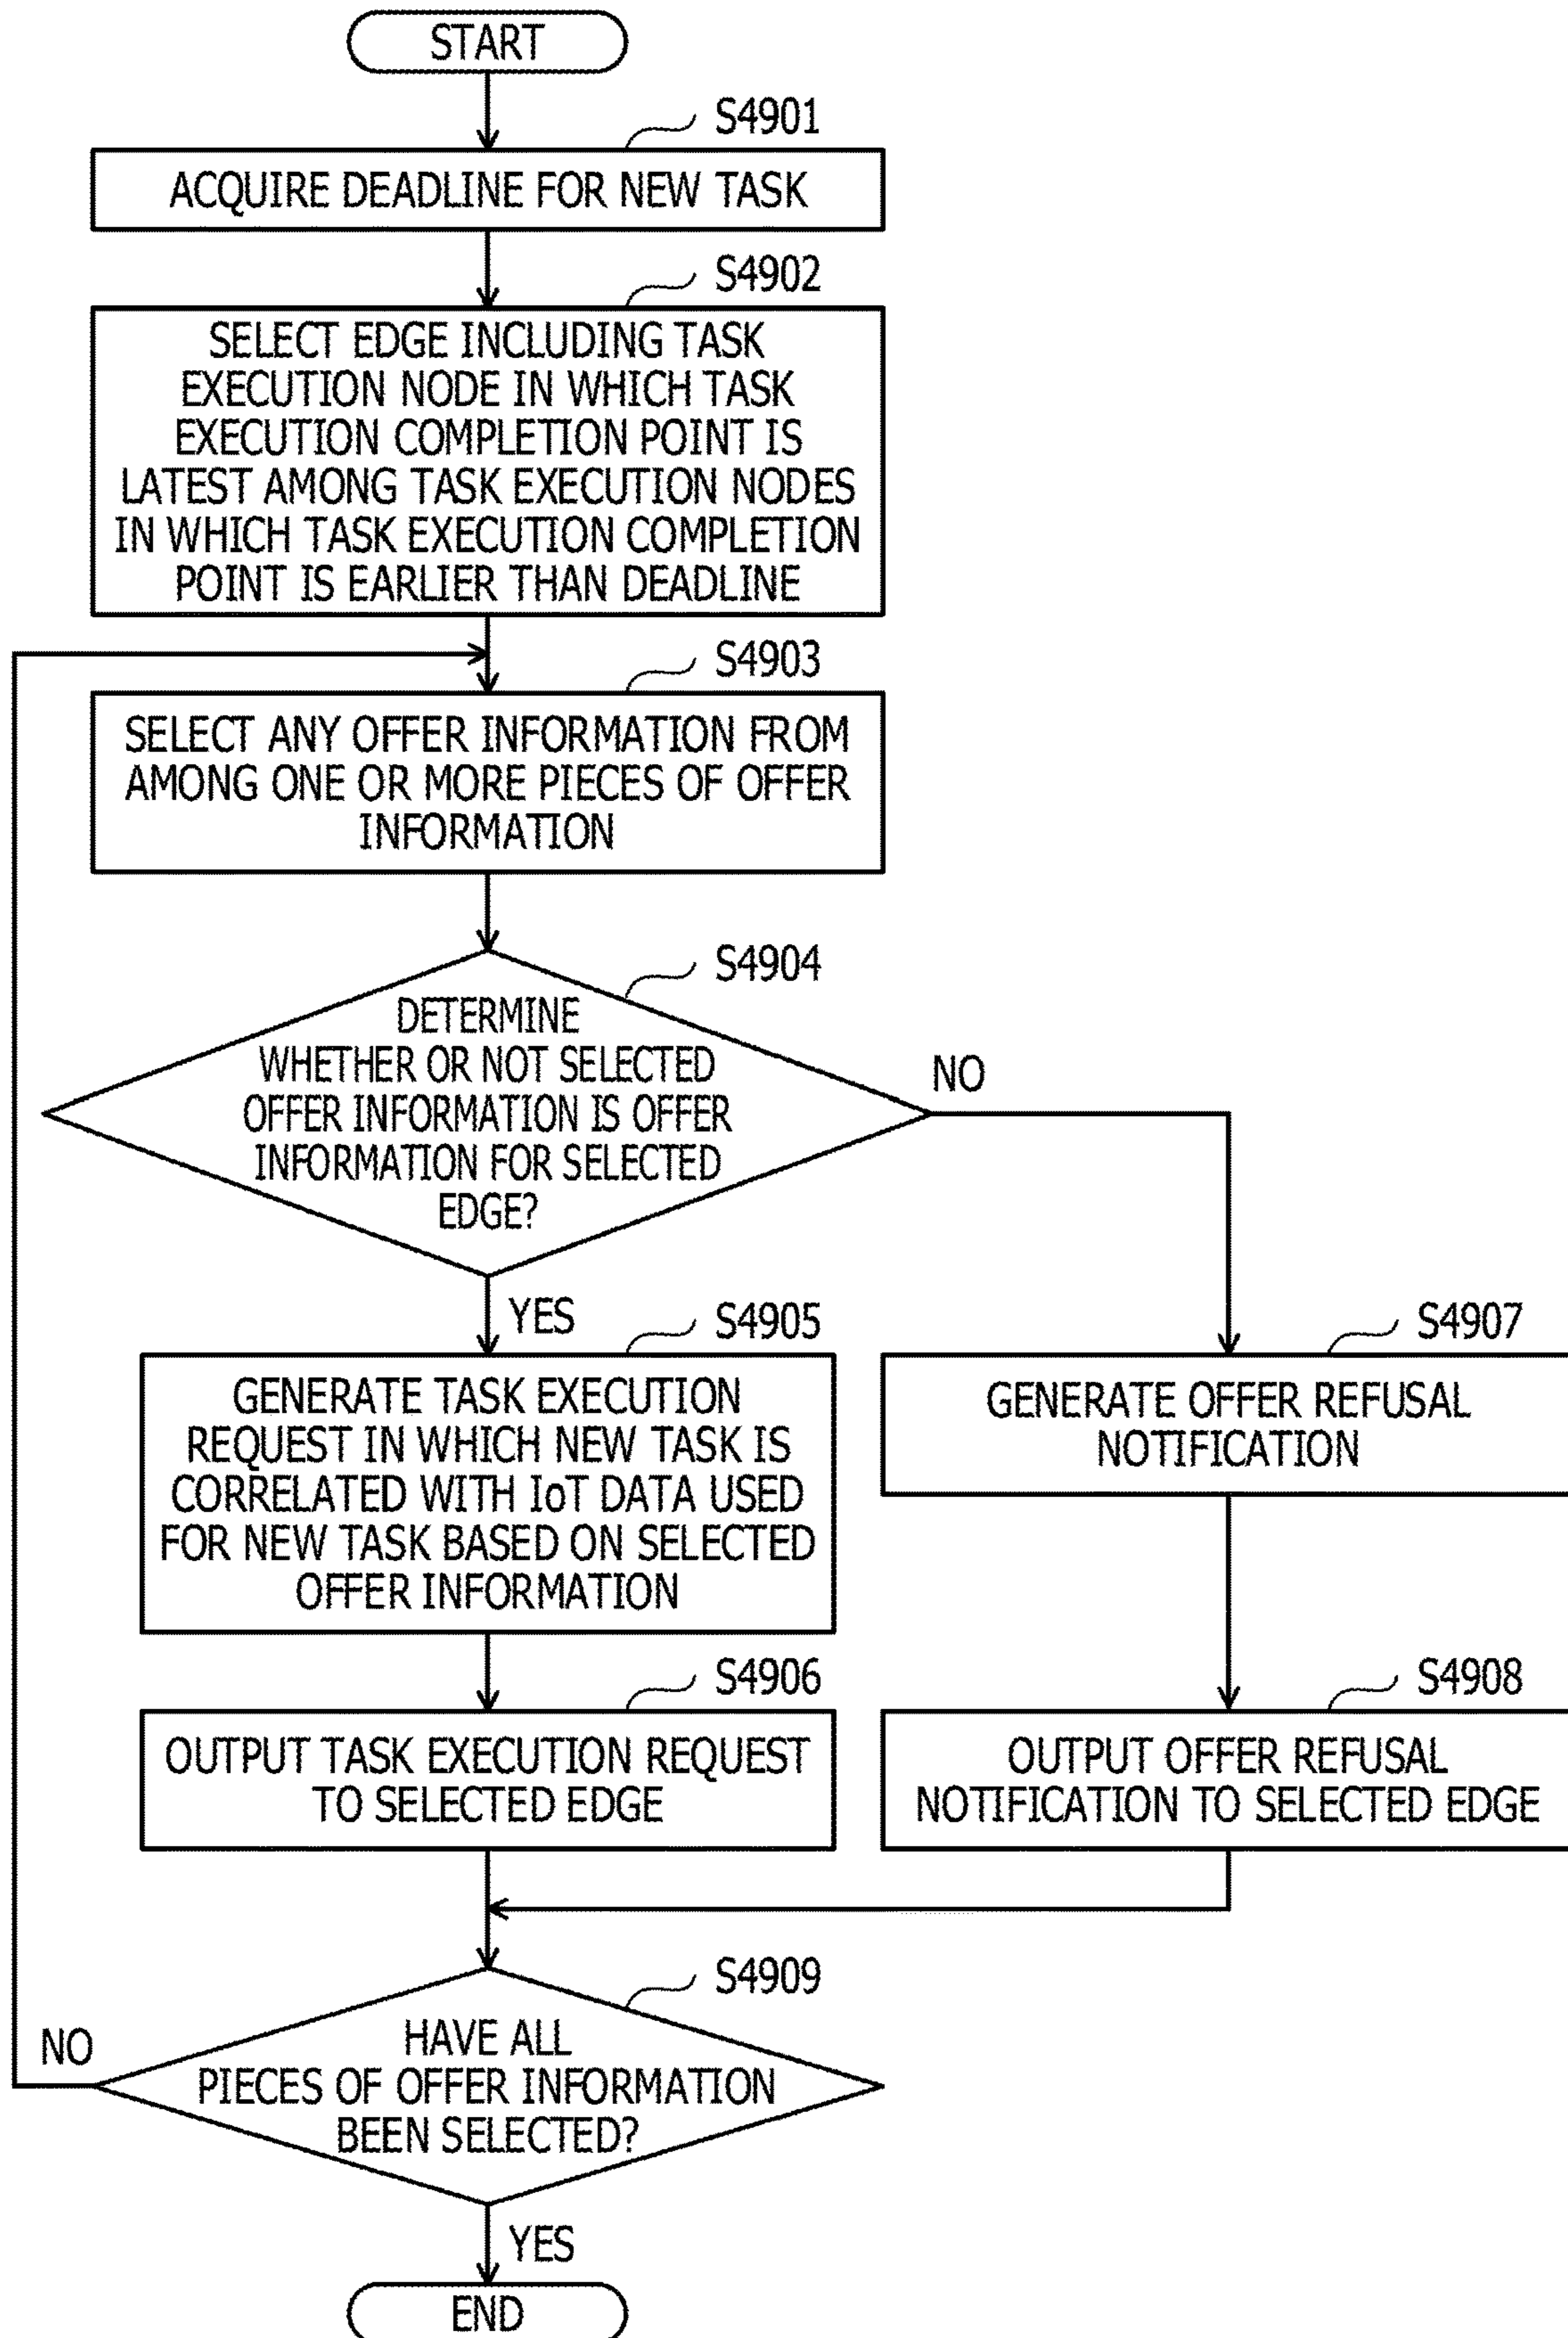 START
S4901
ACQUIRE DEADLINE FOR NEW TASK
S4902
SELECT EDGE INCLUDING TASK
EXECUTION NODE IN WHICH TASK
EXECUTION COMPLETION POINT IS
LATEST AMONG TASK EXECUTION NODES
IN WHICH TASK EXECUTION COMPLETION
POINT IS EARLIER THAN DEADLINE
S4903
SELECT ANY OFFER INFORMATION FROM
AMONG ONE OR MORE PIECES OF OFFER
INFORMATION
S4904
DETERMINE
WHETHER OR NOT SELECTED
OFFER INFORMATION IS OFFER
INFORMATION FOR SELECTED
EDGE?
NO
YES
S4905
GENERATE TASK EXECUTION
REQUEST IN WHICH NEW TASK IS
CORRELATED WITH IoT DATA USED
FOR NEW TASK BASED ON SELECTED
OFFER INFORMATION
S4907
GENERATE OFFER REFUSAL
NOTIFICATION
S4906
OUTPUT TASK EXECUTION REQUEST
TO SELECTED EDGE
S4908
OUTPUT OFFER REFUSAL
NOTIFICATION TO SELECTED EDGE
S4909
HAVE ALL
PIECES OF OFFER INFORMATION
BEEN SELECTED?
NO
YES
END